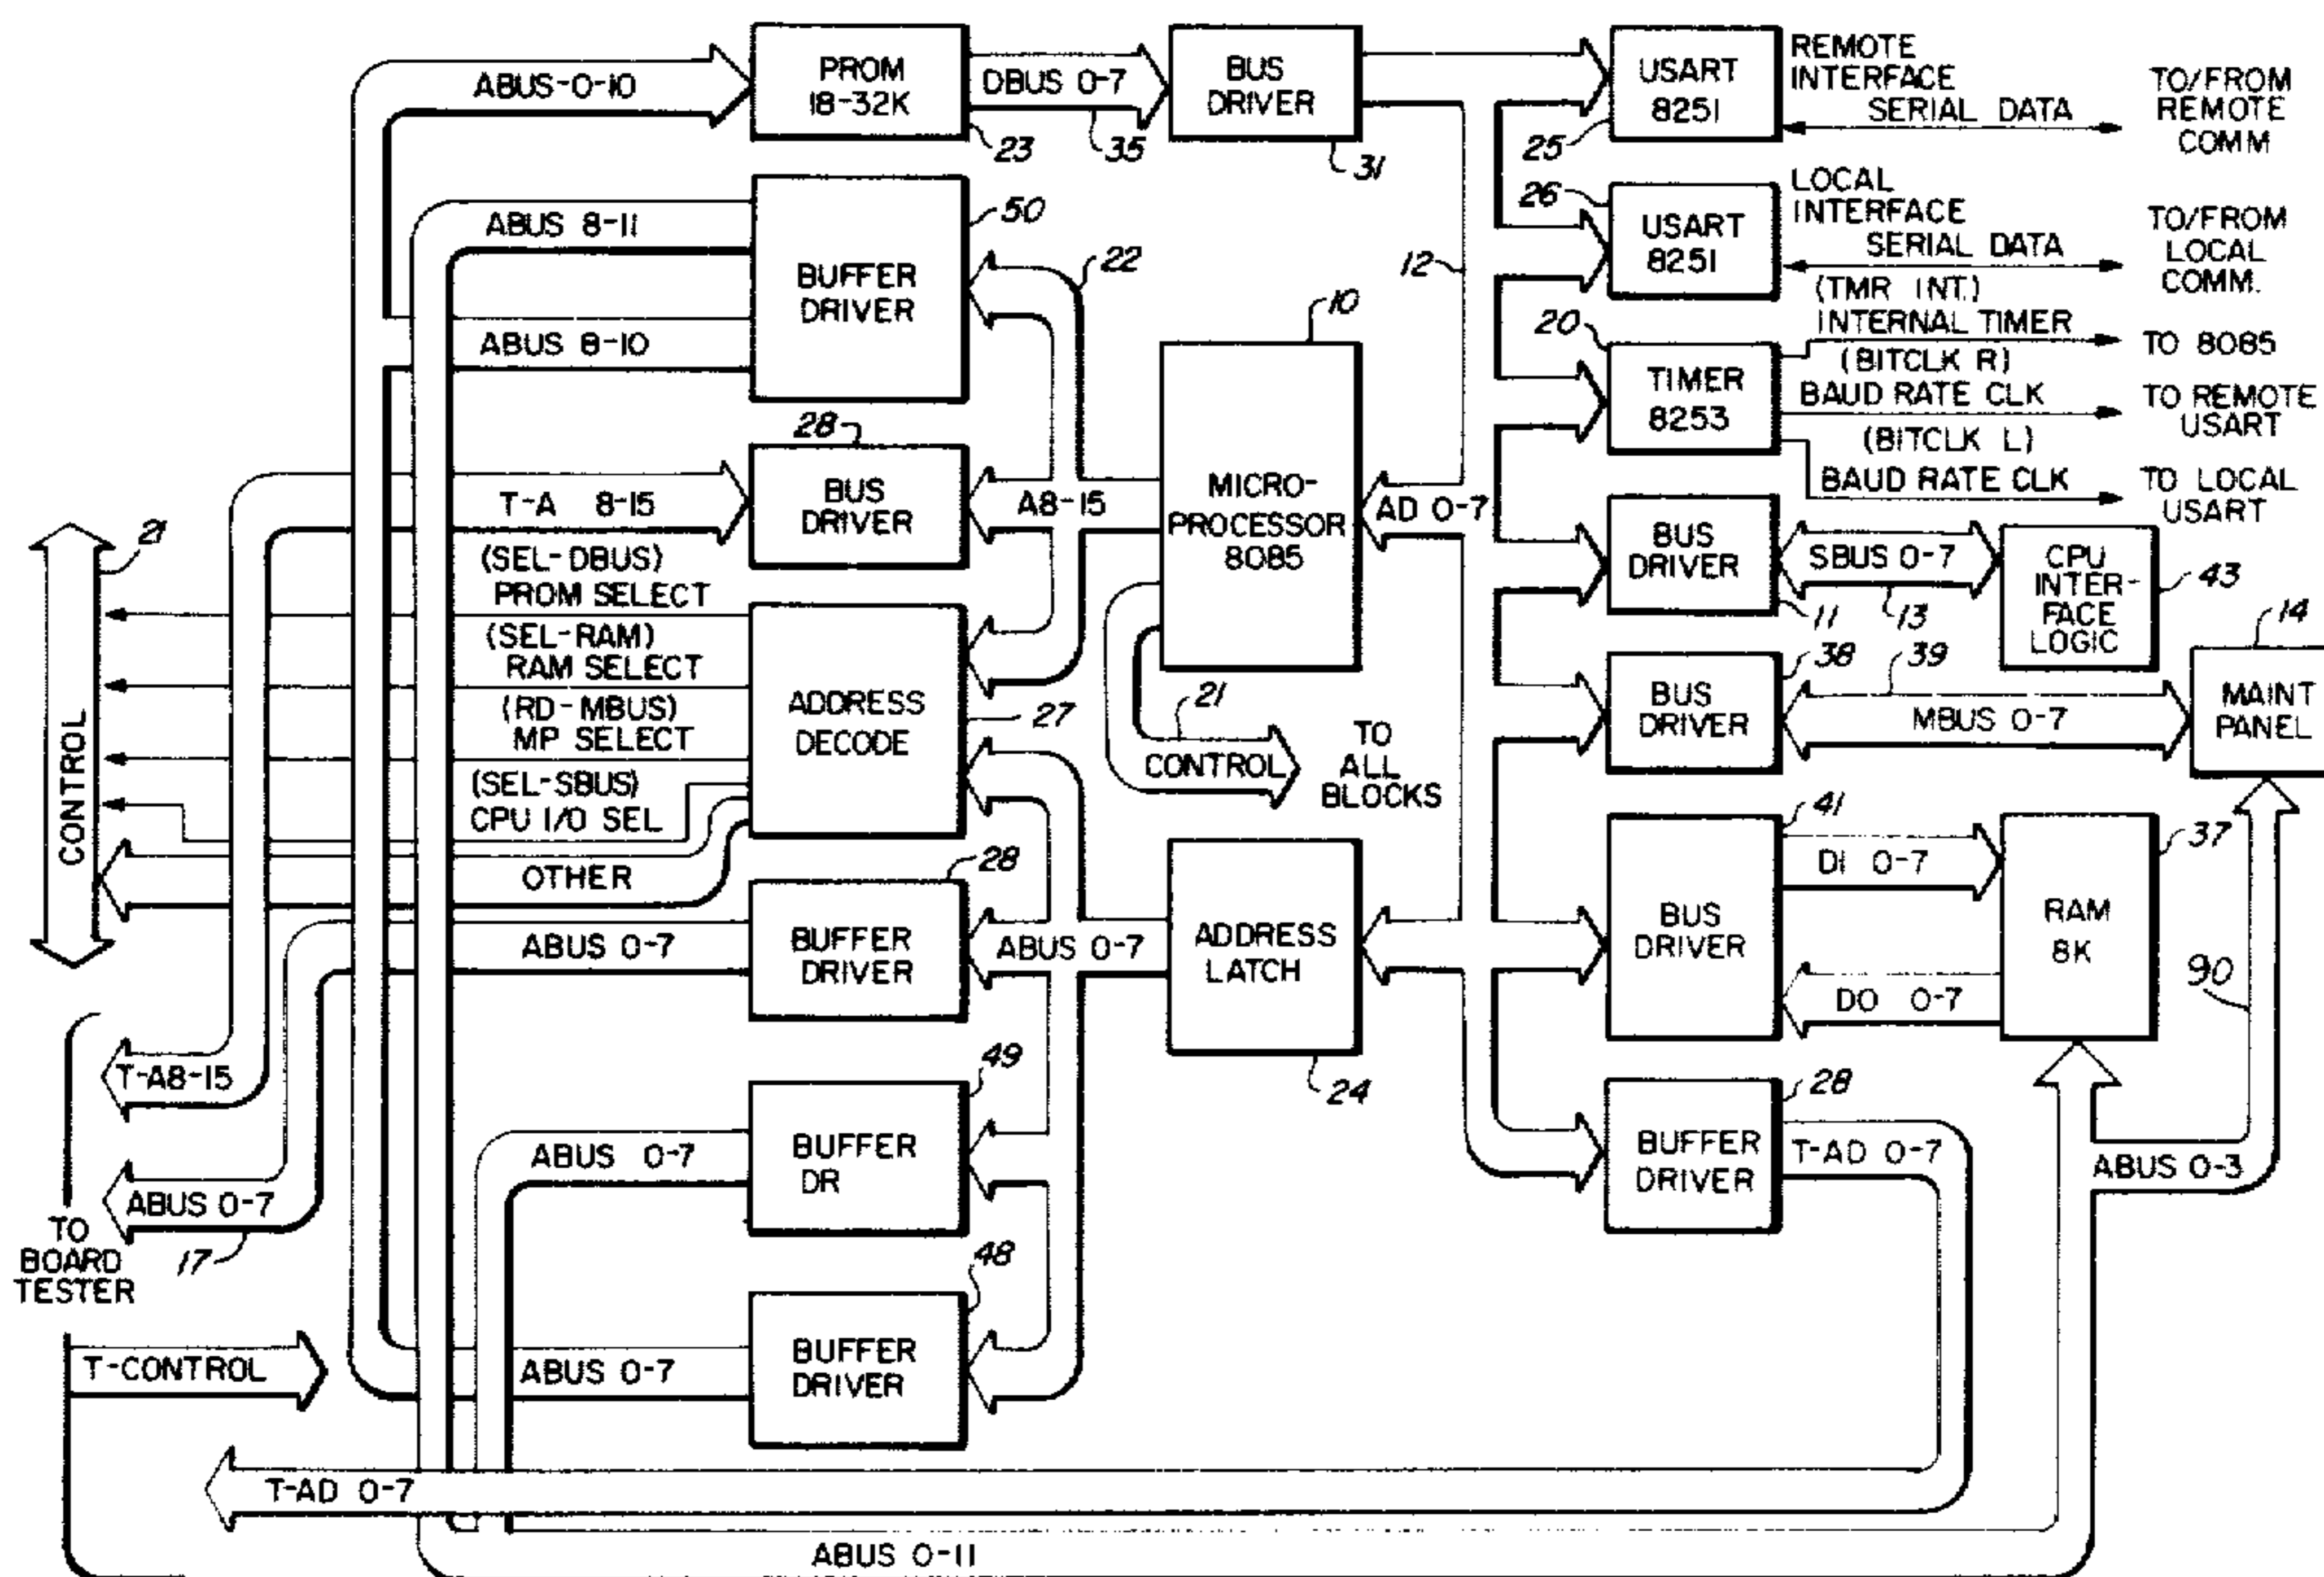 ABUS-0-10
PROM
18-32K
23
DBUS 0-7
35
BUS
DRIVER
31
USART
8251
25
REMOTE
INTERFACE
SERIAL DATA
TO/FROM
REMOTE
COMM
ABUS 8-11
ABUS 8-10
BUFFER
DRIVER
50
22
12
26
USART
8251
LOCAL
INTERFACE
SERIAL DATA
TO/FROM
LOCAL
COMM.
20
TIMER
8253
(TMR INT.)
INTERNAL TIMER
TO 8085
(BITCLK R)
BAUD RATE CLK
TO REMOTE
USART
(BITCLK L)
BAUD RATE CLK
TO LOCAL
USART
28
T-A 8-15
BUS
DRIVER
A8-15
10
MICRO-
PROCESSOR
8085
AD 0-7
BUS
DRIVER
11
SBUS 0-7
13
CPU
INTER-
FACE
LOGIC
43
21
CONTROL
(SEL-DBUS)
PROM SELECT
(SEL-RAM)
RAM SELECT
(RD-MBUS)
MP SELECT
(SEL-SBUS)
CPU I/O SEL
OTHER
ADDRESS
DECODE
27
21
CONTROL
TO
ALL
BLOCKS
38
BUS
DRIVER
39
MBUS 0-7
14
MAINT
PANEL
28
ABUS 0-7
BUFFER
DRIVER
ABUS 0-7
ADDRESS
LATCH
24
41
BUS
DRIVER
DI 0-7
DO 0-7
37
RAM
8K
90
T-A8-15
ABUS 0-7
17
TO
BOARD
TESTER
49
ABUS 0-7
BUFFER
DR
28
BUFFER
DRIVER
T-AD 0-7
ABUS 0-3
48
T-CONTROL
ABUS 0-7
BUFFER
DRIVER
T-AD 0-7
ABUS 0-11